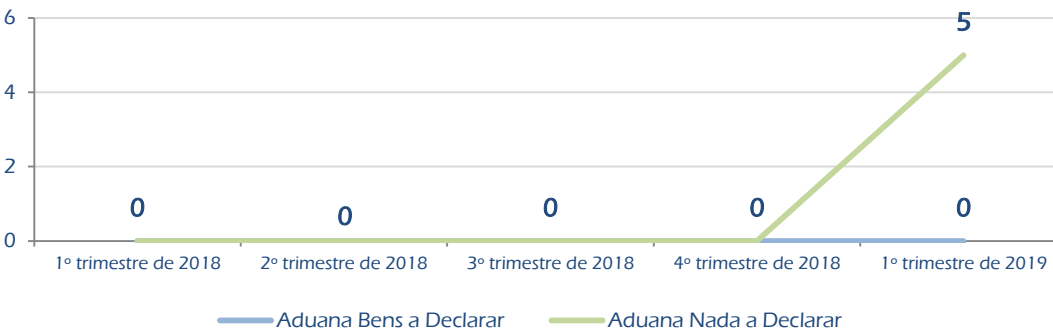 6
5
4
2
0 0 0 0 0
0
1º trimestre de 2018 2º trimestre de 2018 3º trimestre de 2018 4º trimestre de 2018 1º trimestre de 2019
Aduana Bens a Declarar Aduana Nada a Declarar